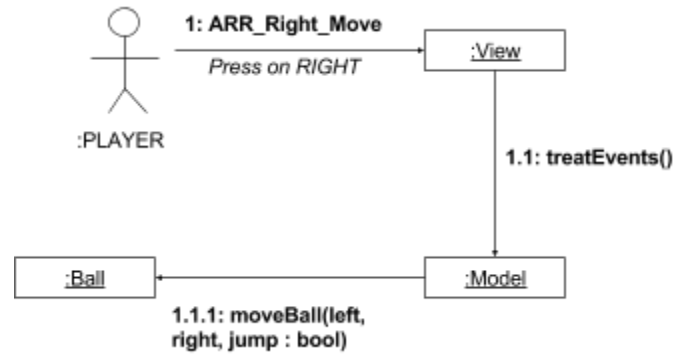 1: ARR_Right_Move
Press on RIGHT
:View
:PLAYER
1.1: treatEvents()
:Ball
:Model
1.1.1: moveBall(left,
right, jump : bool)